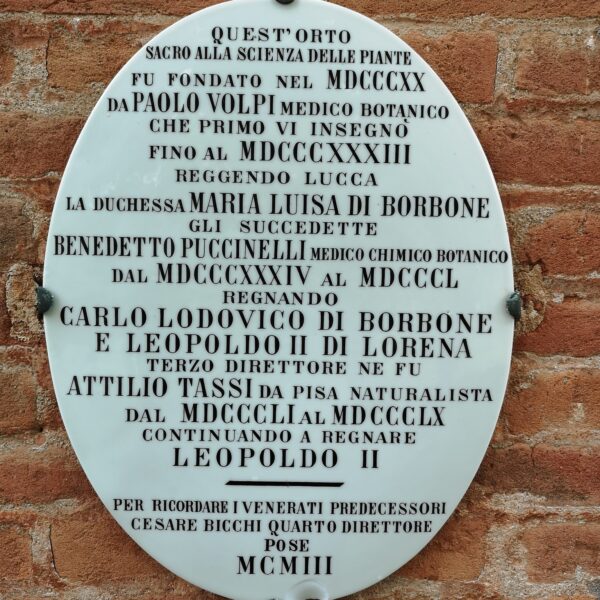 QUEST'ORTO
SACRO ALLA SCIENZA DELLE PIANTE
FU FONDATO NEL MDCCCXX
DA PAOLO VOLPI MEDICO BOTANICO
CHE PRIMO VI INSEGNÒ
FINO AL MDCCCXXXIII
REGGENDO LUCCA
LA DUCHESSA MARIA LUISA DI BORBONE
GLI SUCCEDETTE
BENEDETTO PUCCINELLI MEDICO CHIMICO BOTANICO
DAL MDCCCXXXIV AL MDCCCL
REGNANDO
CARLO LODOVICO DI BORBONE
E LEOPOLDO II DI LORENA
TERZO DIRETTORE NE FU
ATTILIO TASSI DA PISA NATURALISTA
DAL MDCCCLI AL MDCCCLX
CONTINUANDO A REGNARE
LEOPOLDO II
PER RICORDARE I VENERATI PREDECESSORI
CESARE BICCHI QUARTO DIRETTORE
POSE
MCMIII